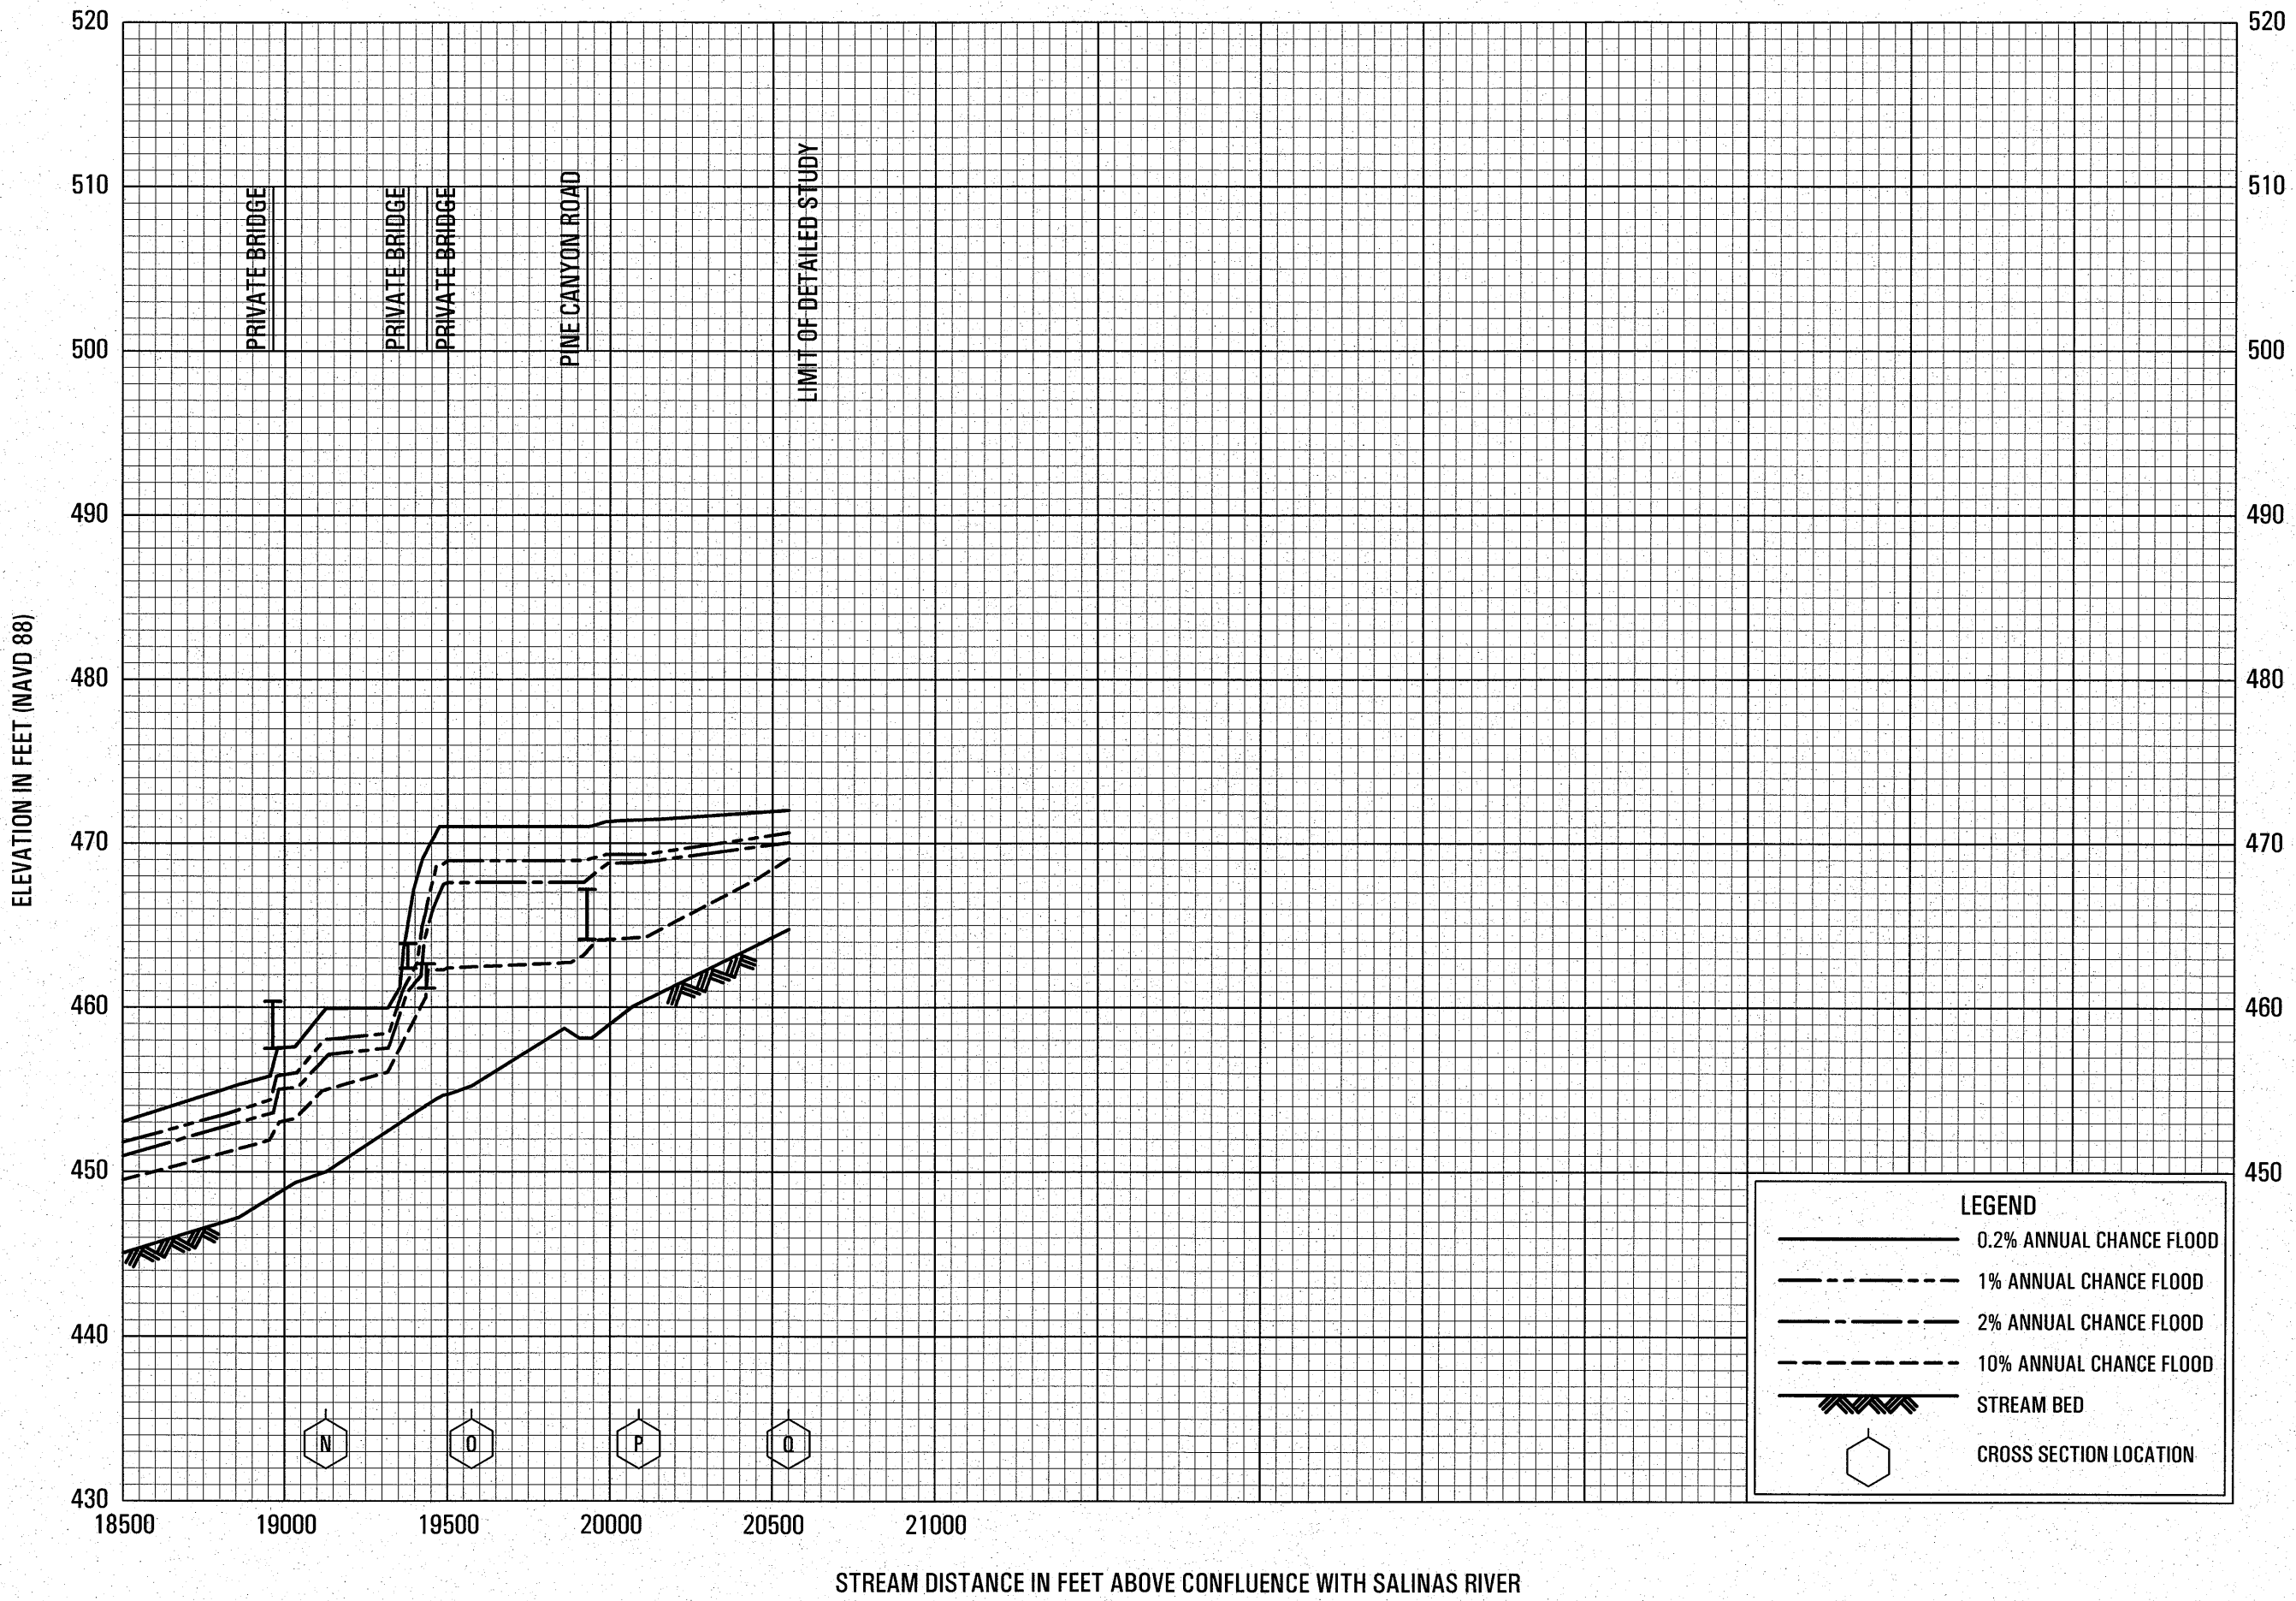 520
510
500
490
480
470
460
450
440
430
520
510
500
490
480
470
460
450
ELEVATION IN FEET (NAVD 88)
PRIVATE BRIDGE
PRIVATE BRIDGE
PRIVATE BRIDGE
PINE CANYON ROAD
LIMIT OF DETAILED STUDY
N
O
P
Q
18500
19000
19500
20000
20500
21000
STREAM DISTANCE IN FEET ABOVE CONFLUENCE WITH SALINAS RIVER
LEGEND
0.2% ANNUAL CHANCE FLOOD
1% ANNUAL CHANCE FLOOD
2% ANNUAL CHANCE FLOOD
10% ANNUAL CHANCE FLOOD
STREAM BED
CROSS SECTION LOCATION